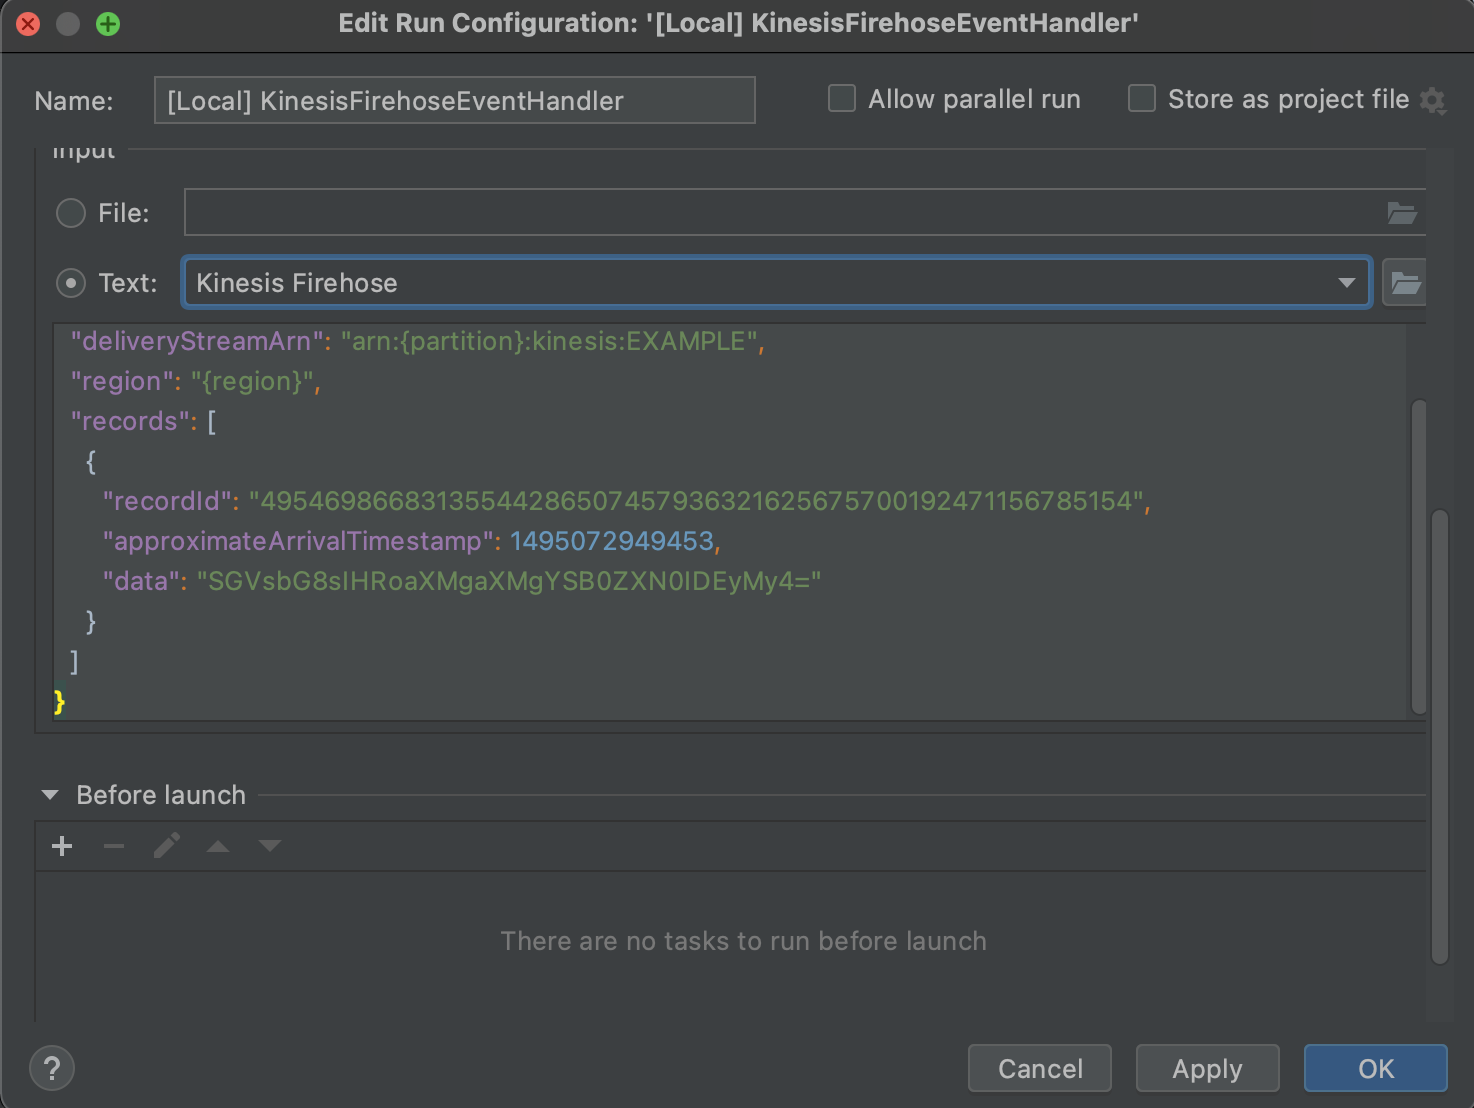 Edit Run Configuration: '[Local] KinesisFirehoseEventHandler'
Name: [Local] KinesisFirehoseEventHandler Allow parallel run Store as project file
Input
File:
Text: Kinesis Firehose
"deliveryStreamArn": "arn:{partition}:kinesis:EXAMPLE",
"region": "{region}",
"records": [
{
"recordId": "49546986683135544286507457936321625675700192471156785154",
"approximateArrivalTimestamp": 1495072949453,
"data": "SGVsbG8sIHRoaXMgaXMgYSB0ZXN0IDEyMy4="
}
]
}
Before launch
There are no tasks to run before launch
? Cancel Apply OK